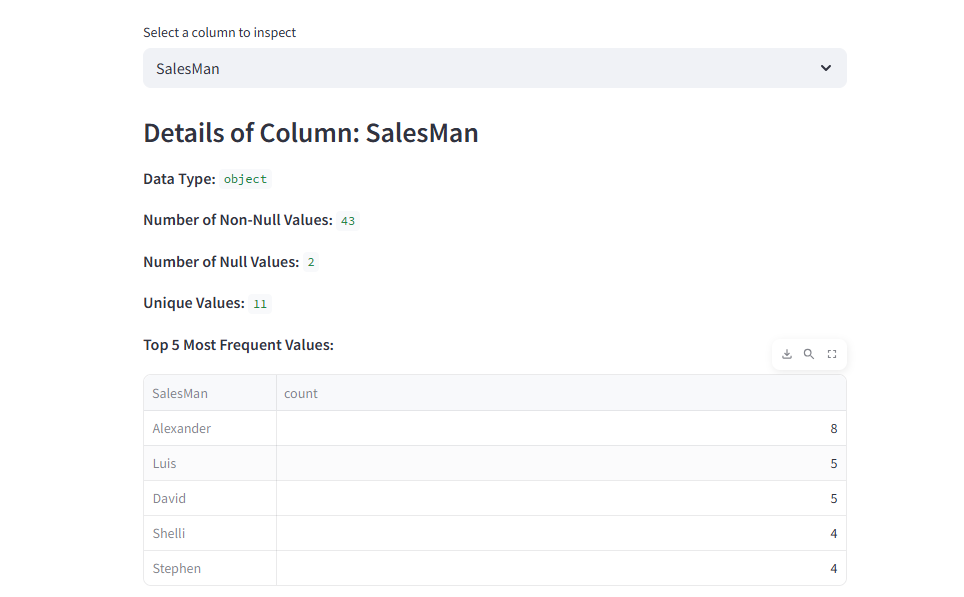 Select a column to inspect
SalesMan
Details of Column: SalesMan
Data Type: object
Number of Non-Null Values: 43
Number of Null Values: 2
Unique Values: 11
Top 5 Most Frequent Values:
SalesMan count
Alexander 8
Luis 5
David 5
Shelli 4
Stephen 4